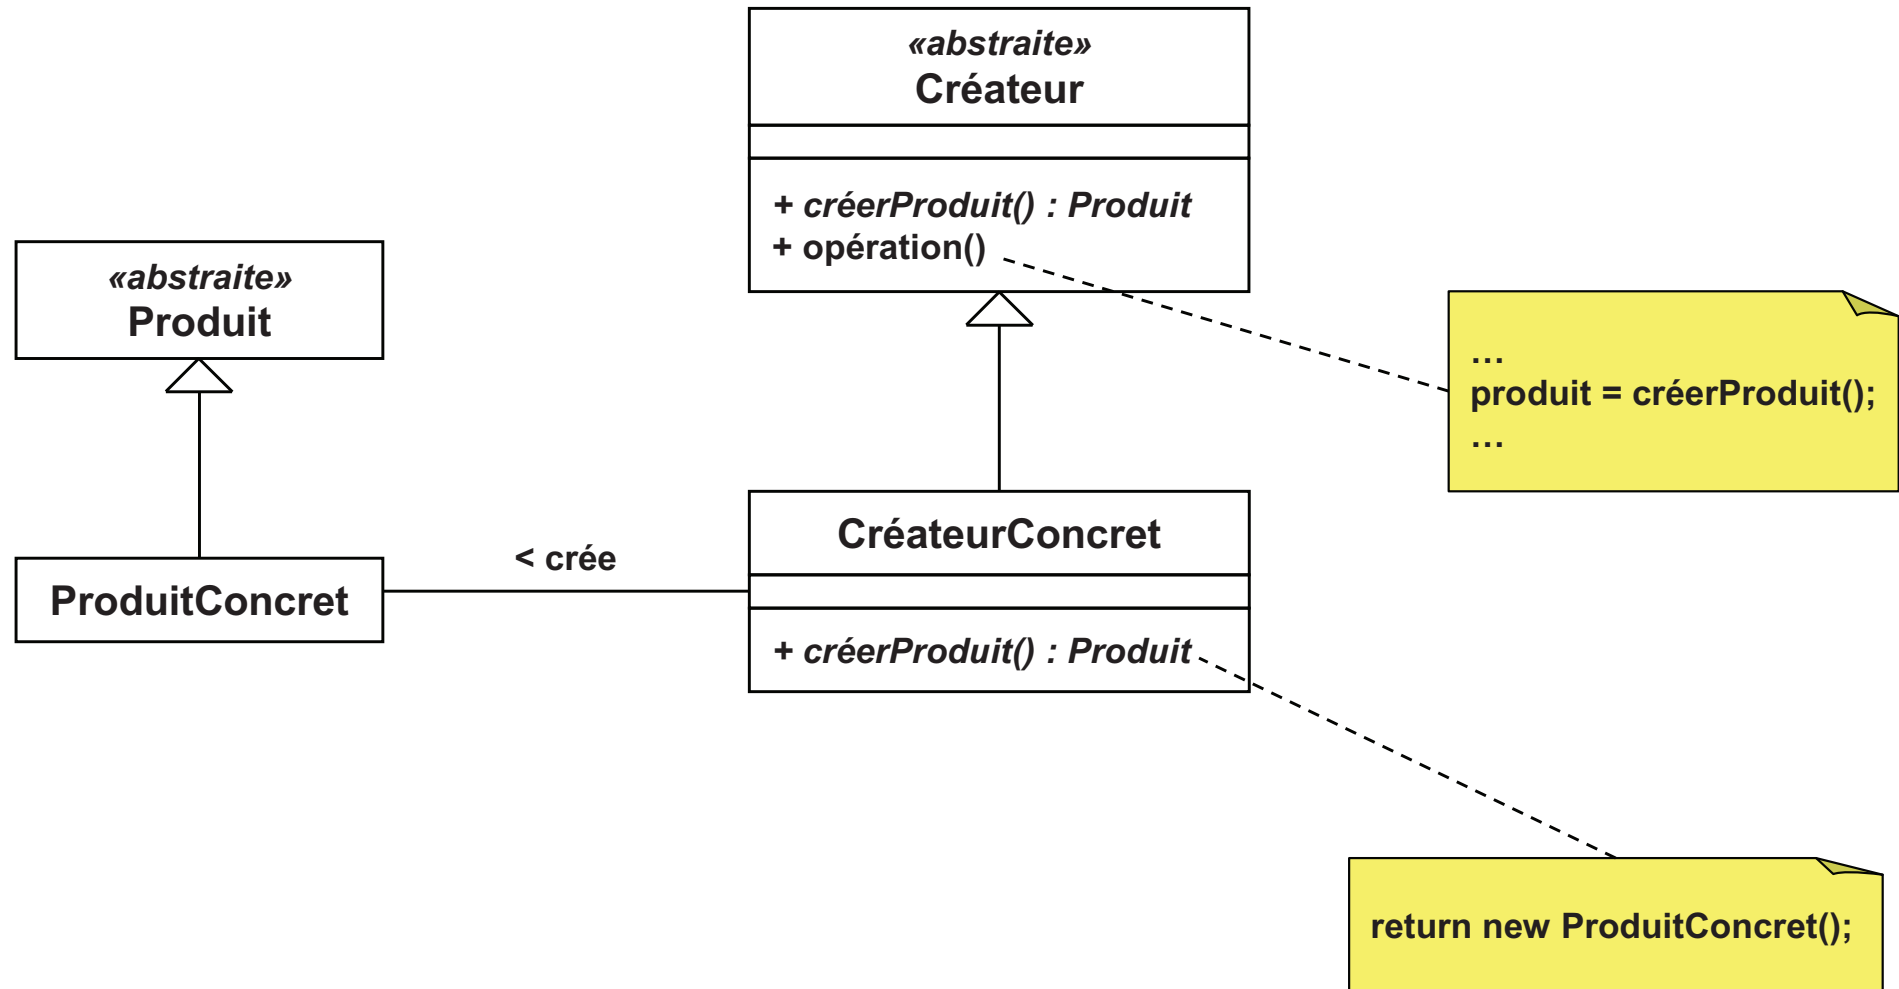 «abstraite»
Créateur
+ créerProduit() : Produit
+ opération()
«abstraite»
Produit
…
produit = créerProduit();
…
CréateurConcret
+ créerProduit() : Produit
< crée
ProduitConcret
return new ProduitConcret();